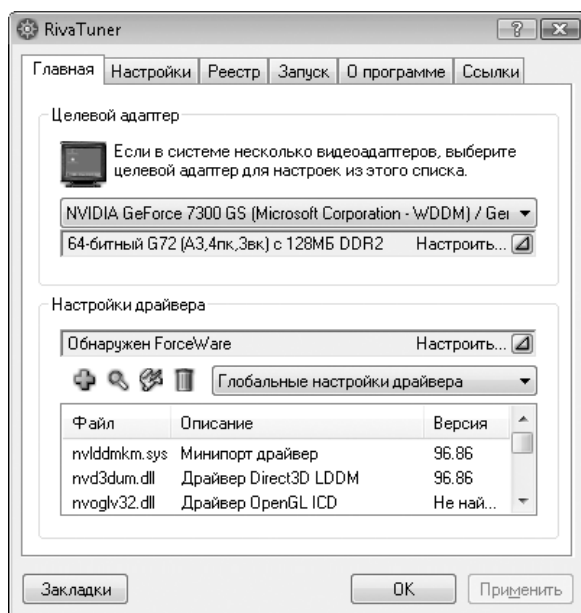 RivaTuner
Главная Настройки Реестр Запуск О программе Ссылки
Целевой адаптер
Если в системе несколько видеоадаптеров, выберите
целевой адаптер для настроек из этого списка.
NVIDIA GeForce 7300 GS (Microsoft Corporation - WDDM) / Ger
64-битный G72 (A3,4пк,3вк) с 128МБ DDR2 Настроить...
Настройки драйвера
Обнаружен ForceWare Настроить...
Глобальные настройки драйвера
Файл Описание Версия
nvlddmkm.sys Минипорт драйвер 96.86
nvd3dum.dll Драйвер Direct3D LDDM 96.86
nvoglv32.dll Драйвер OpenGL ICD Не най...
Закладки OK Применить